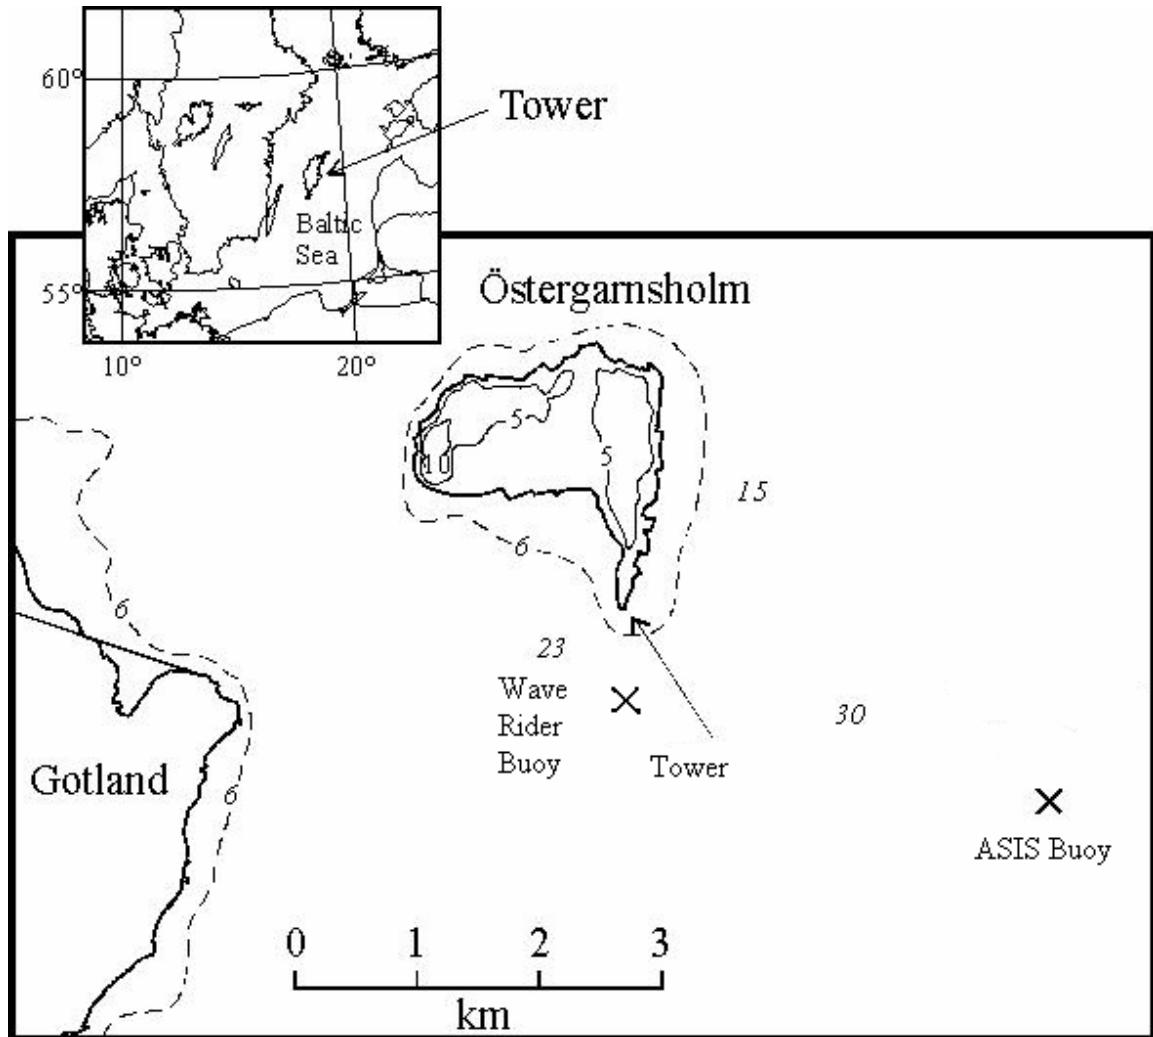 60°
Tower
Baltic
Sea
55°
10°
20°
Östergarnsholm
5
10
5
15
6
6
23
Wave
Rider
Buoy
30
Tower
Gotland
6
ASIS Buoy
0 1 2 3
km